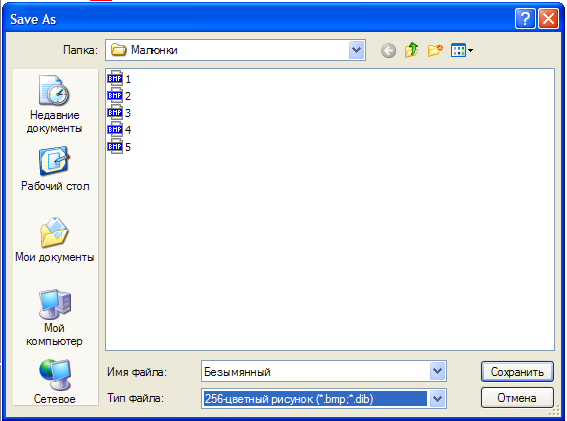 Save As
Папка:
Малюнки
BMP 1
BMP 2
BMP 3
BMP 4
BMP 5
Недавние
документы
Рабочий стол
Мои документы
Мой
компьютер
Сетевое
Имя файла:
Безымянный
Сохранить
Тип файла:
256-цветный рисунок (*.bmp;*.dib)
Отмена